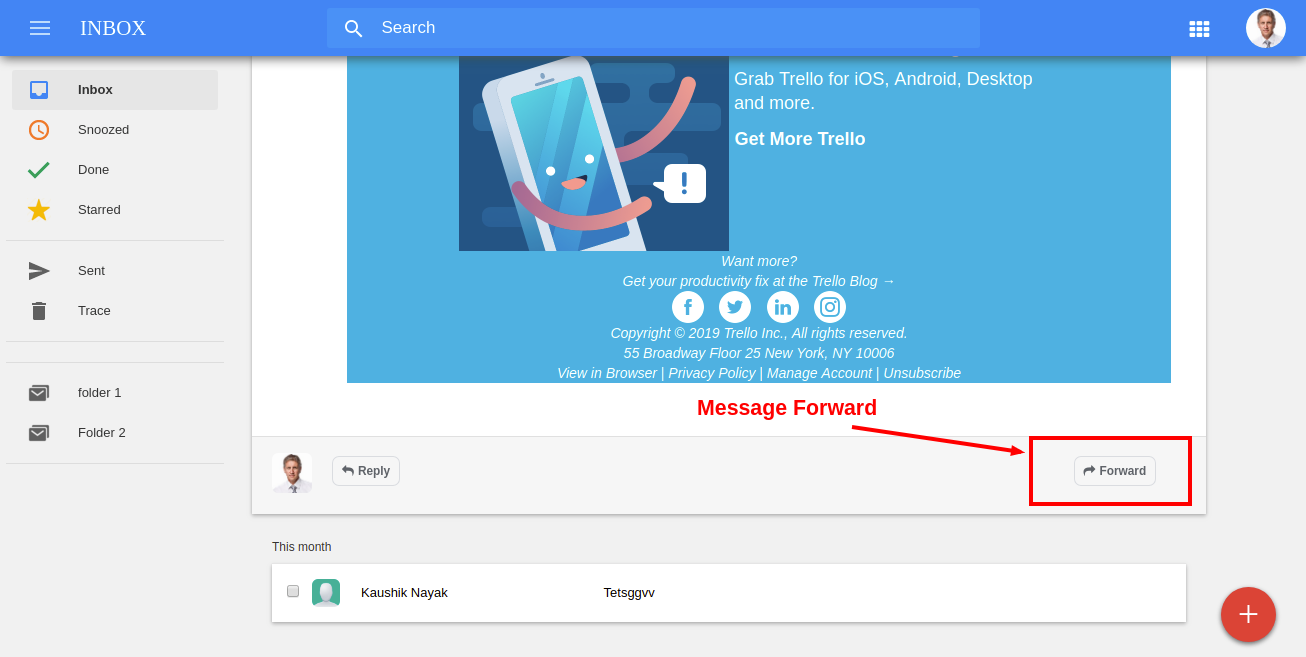 INBOX
Search
Inbox
Snoozed
Done
Starred
Sent
Trace
folder 1
Folder 2
Grab Trello for iOS, Android, Desktop
and more.
Get More Trello
!
Want more?
Get your productivity fix at the Trello Blog →
Copyright © 2019 Trello Inc., All rights reserved.
55 Broadway Floor 25 New York, NY 10006
View in Browser | Privacy Policy | Manage Account | Unsubscribe
Message Forward
Reply
Forward
This month
Kaushik Nayak
Tetsggvv